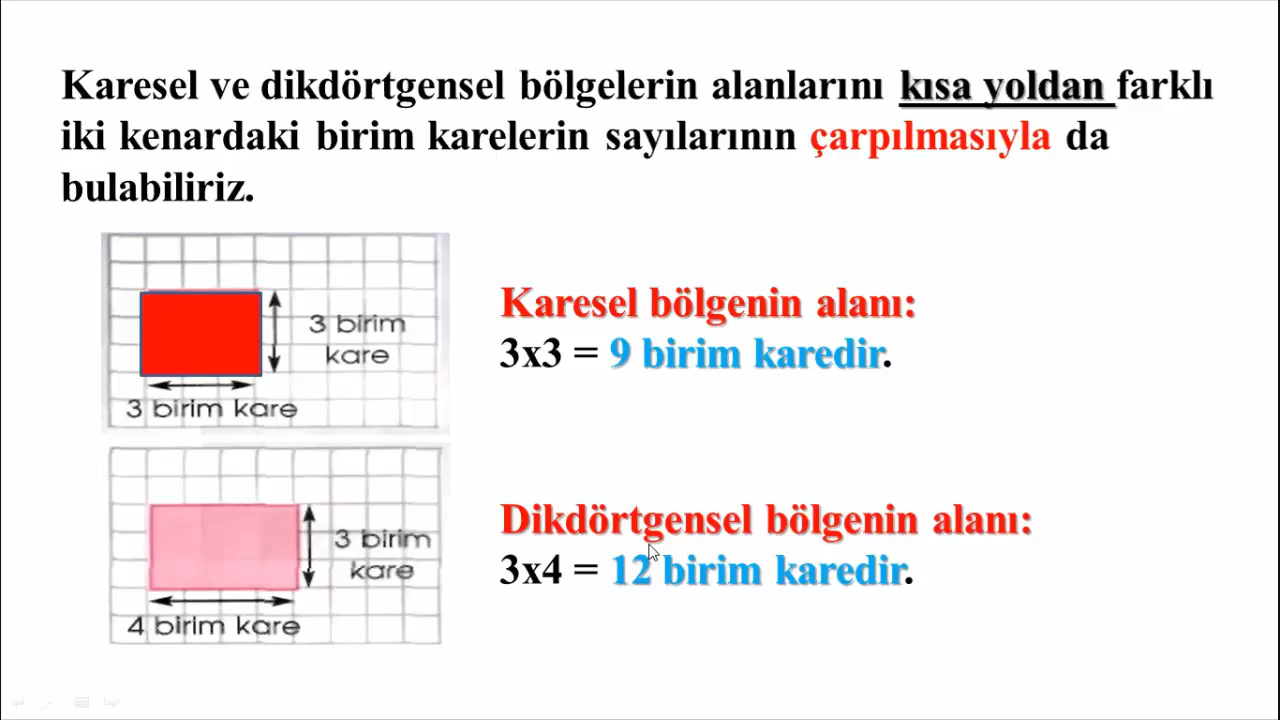 Karesel ve dikdörtgensel bölgelerin alanlarını kısa yoldan farklı
iki kenardaki birim karelerin sayılarının çarpılmasıyla da
bulabiliriz.
3 birim
kare
3 birim kare
Karesel bölgenin alanı:
3x3 = 9 birim karedir.
3 birim
kare
4 birim kare
Dikdörtgensel bölgenin alanı:
3x4 = 12 birim karedir.